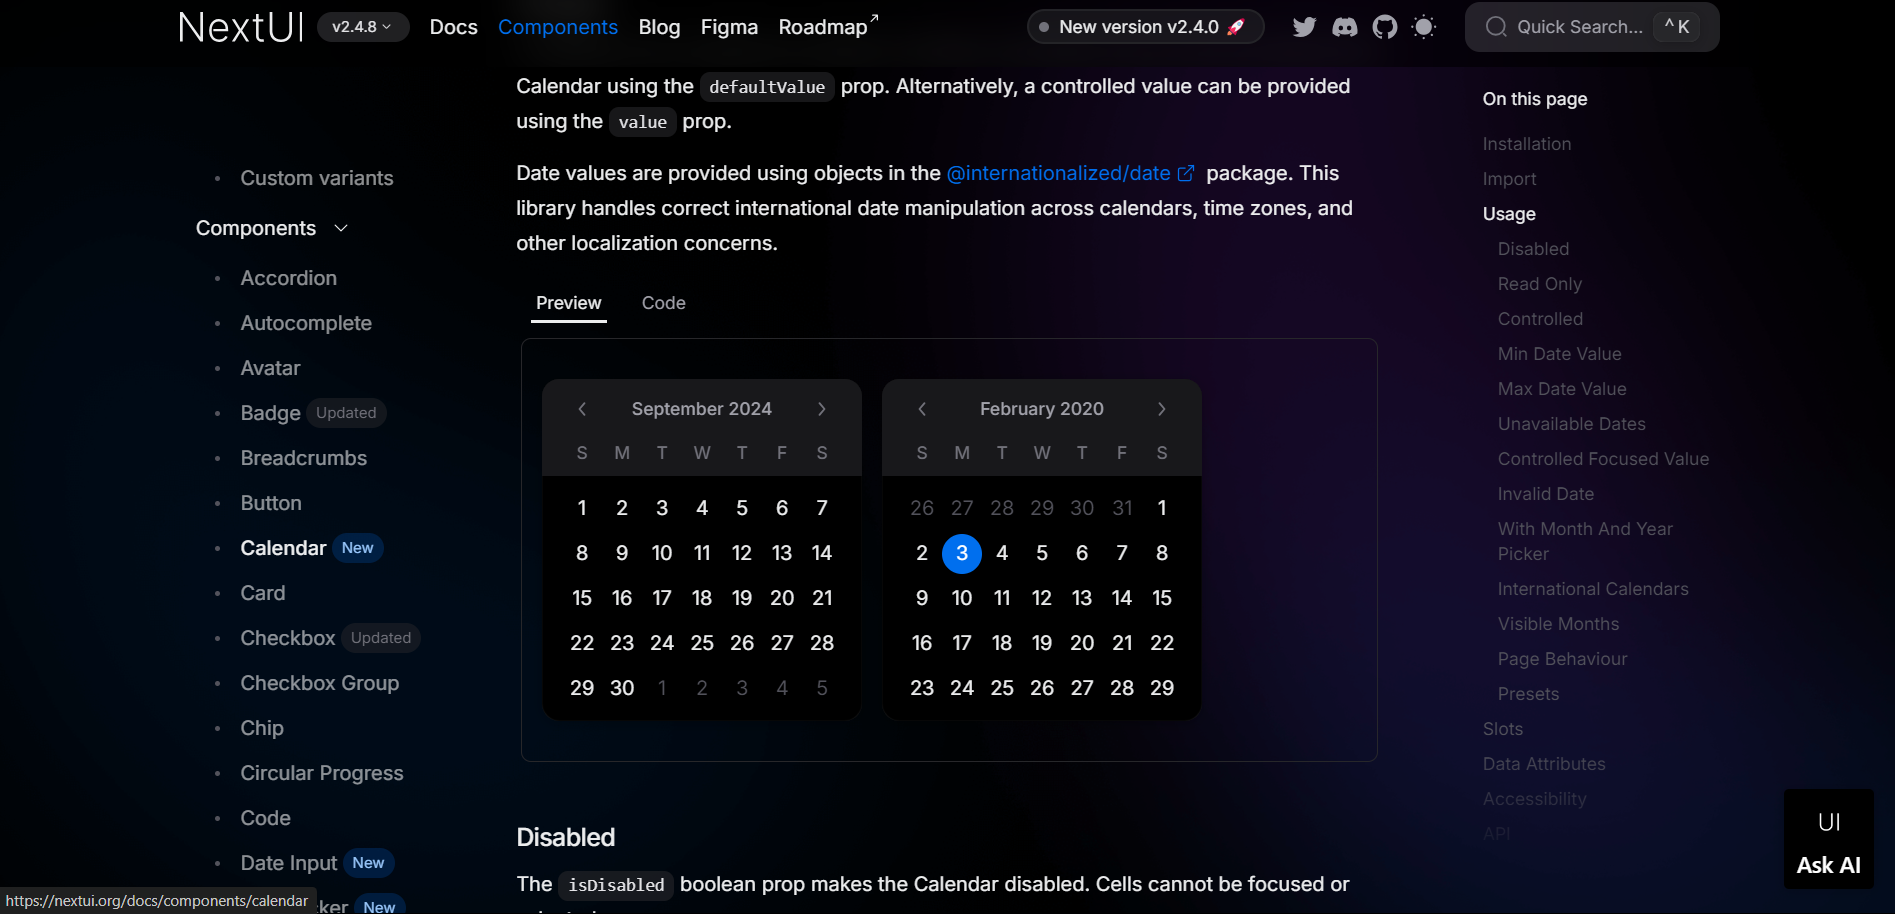 NextUI
v2.4.8
Docs
Components
Blog
Figma
Roadmap
New version v2.4.0 🚀
Quick Search...
^ K
Custom variants
Components
Accordion
Autocomplete
Avatar
Badge Updated
Breadcrumbs
Button
Calendar New
Card
Checkbox Updated
Checkbox Group
Chip
Circular Progress
Code
Date Input New
ker New
https://nextui.org/docs/components/calendar
Calendar using the defaultValue prop. Alternatively, a controlled value can be provided
using the value prop.
Date values are provided using objects in the @internationalized/date package. This
library handles correct international date manipulation across calendars, time zones, and
other localization concerns.
Preview Code
September 2024
S M T W T F S
1 2 3 4 5 6 7
8 9 10 11 12 13 14
15 16 17 18 19 20 21
22 23 24 25 26 27 28
29 30 1 2 3 4 5
February 2020
S M T W T F S
26 27 28 29 30 31 1
2 3 4 5 6 7 8
9 10 11 12 13 14 15
16 17 18 19 20 21 22
23 24 25 26 27 28 29
Disabled
The isDisabled boolean prop makes the Calendar disabled. Cells cannot be focused or
On this page
Installation
Import
Usage
Disabled
Read Only
Controlled
Min Date Value
Max Date Value
Unavailable Dates
Controlled Focused Value
Invalid Date
With Month And Year
Picker
International Calendars
Visible Months
Page Behaviour
Presets
Slots
Data Attributes
Accessibility
API
UI
Ask AI